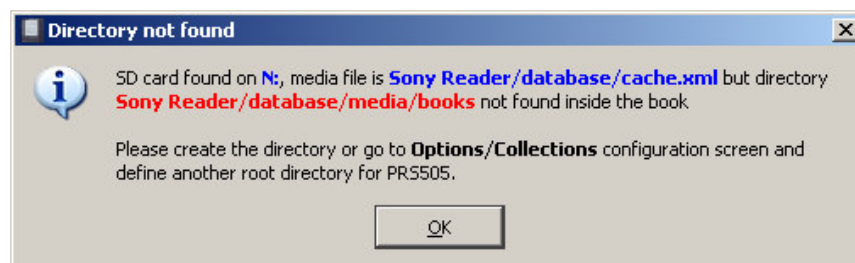 Directory not found
SD card found on N:, media file is Sony Reader/database/cache.xml but directory
Sony Reader/database/media/books not found inside the book
Please create the directory or go to Options/Collections configuration screen and
define another root directory for PRS505.
OK